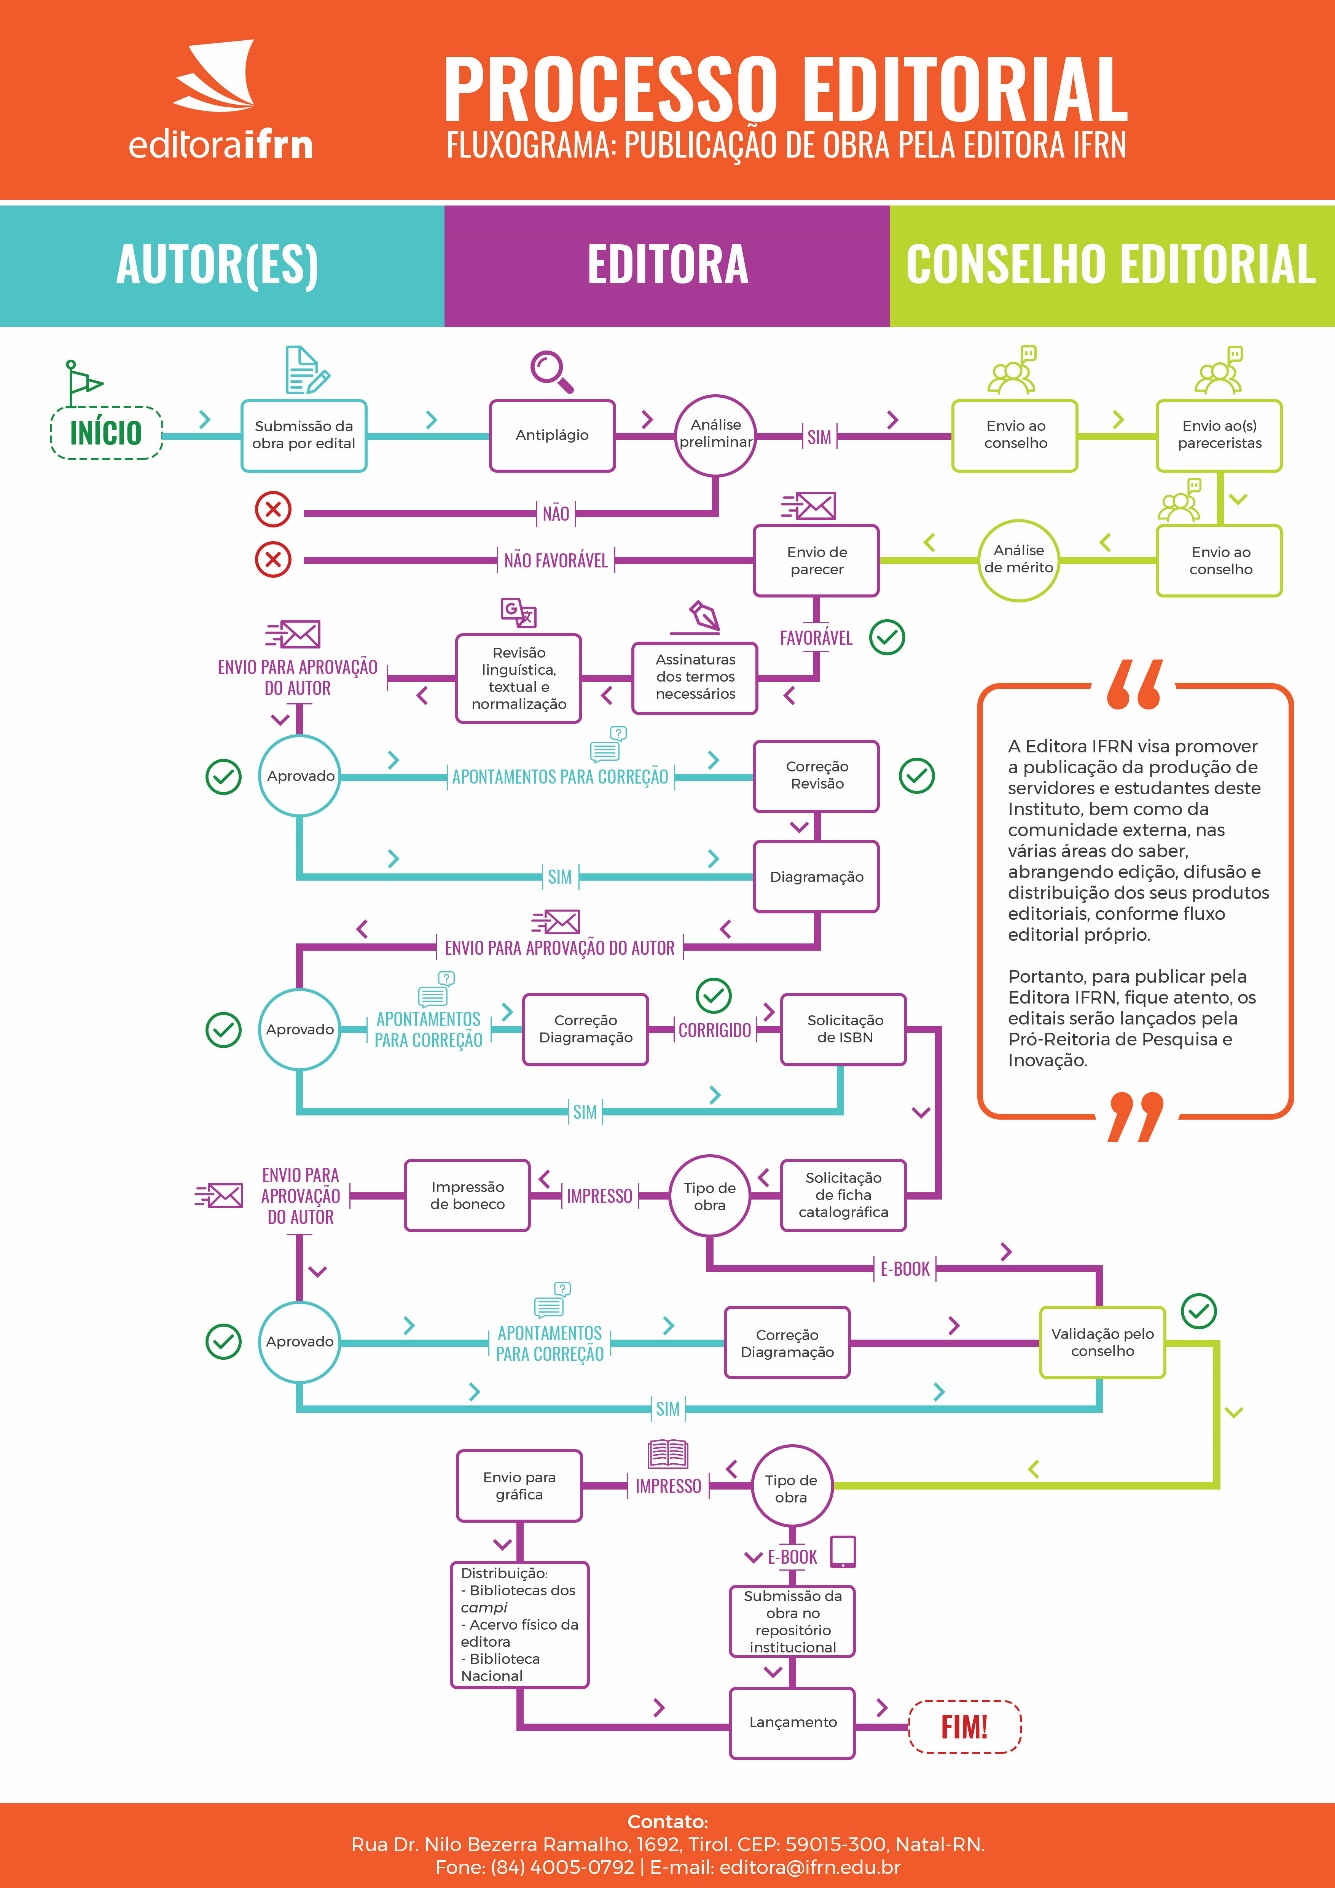 editoraifrn
PROCESSO EDITORIAL
FLUXOGRAMA: PUBLICAÇÃO DE OBRA PELA EDITORA IFRN
AUTOR(ES)
EDITORA
CONSELHO EDITORIAL
INÍCIO
Submissão da
obra por edital
Antiplágio
Análise
preliminar
SIM
Envio ao
conselho
Envio ao(s)
pareceristas
NÃO
NÃO FAVORÁVEL
Envio de
parecer
Análise
de mérito
Envio ao
conselho
FAVORÁVEL
ENVIO PARA APROVAÇÃO
DO AUTOR
G
Revisão
linguística,
textual e
normalização
Assinaturas
dos termos
necessários
Aprovado
?
APONTAMENTOS PARA CORREÇÃO
Correção
Revisão
SIM
Diagramação
ENVIO PARA APROVAÇÃO DO AUTOR
Aprovado
?
APONTAMENTOS
PARA CORREÇÃO
Correção
Diagramação
CORRIGIDO
Solicitação
de ISBN
SIM
“
A Editora IFRN visa promover
a publicação da produção de
servidores e estudantes deste
Instituto, bem como da
comunidade externa, nas
várias áreas do saber,
abrangendo edição, difusão e
distribuição dos seus produtos
editoriais, conforme fluxo
editorial próprio.
Portanto, para publicar pela
Editora IFRN, fique atento, os
editais serão lançados pela
Pró-Reitoria de Pesquisa e
Inovação.
”
ENVIO PARA
APROVAÇÃO
DO AUTOR
Impressão
de boneco
IMPRESSO
Tipo de
obra
Solicitação
de ficha
catalográfica
E-BOOK
Aprovado
?
APONTAMENTOS
PARA CORREÇÃO
Correção
Diagramação
Validação pelo
conselho
SIM
Envio para
gráfica
IMPRESSO
Tipo de
obra
E-BOOK
Distribuição:
- Bibliotecas dos
campi
- Acervo físico da
editora
- Biblioteca
Nacional
Submissão da
obra no
repositório
institucional
Lançamento
FIM!
Contato:
Rua Dr. Nilo Bezerra Ramalho, 1692, Tirol. CEP: 59015-300, Natal-RN.
Fone: (84) 4005-0792 | E-mail: editora@ifrn.edu.br